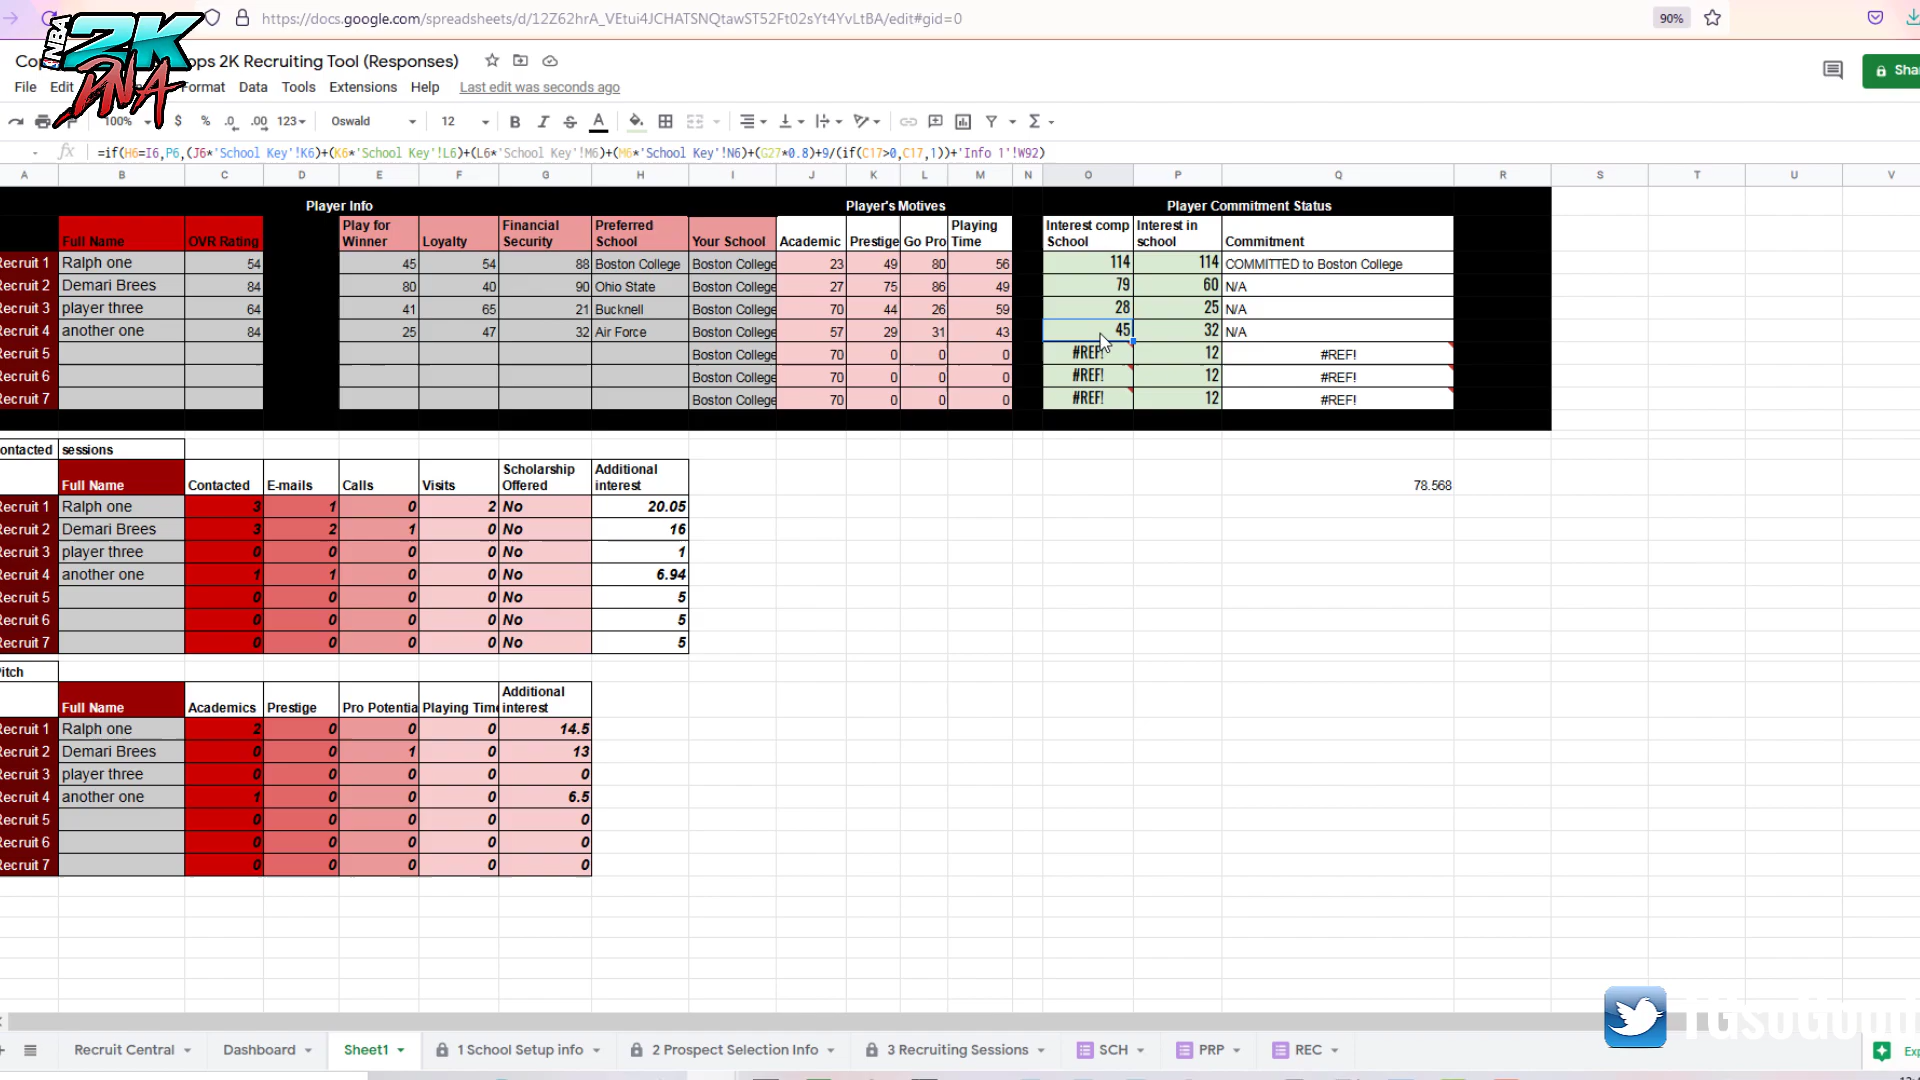 https://docs.google.com/spreadsheets/d/12Z62hrA_VEtui4JCHATSNQtawST52Ft02sYt4YvLtBA/edit#gid=0
90%
NBA 2K DNA
Cop ops 2K Recruiting Tool (Responses)
Shar
File Edit ormat Data Tools Extensions Help Last edit was seconds ago
100% $ % .0 .00 123 Oswald 12 B I S A
fx =if(H6=I6,P6,(J6*'School Key'!K6)+(K6*'School Key'!L6)+(L6*'School Key'!M6)+(M6*'School Key'!N6)+(G27*0.8)+9/(if(C17>0,C17,1))+'Info 1'!W92)
A B C D E F G H I J K L M N O P Q R S T U V
Player Info Player's Motives Player Commitment Status
Full Name OVR Rating Play for Winner Loyalty Financial Security Preferred School Your School Academic Prestige Go Pro Playing Time Interest comp School Interest in school Commitment
Recruit 1 Ralph one 54 45 54 88 Boston College Boston College 23 49 80 56 114 114 COMMITTED to Boston College
Recruit 2 Demari Brees 84 80 40 90 Ohio State Boston College 27 75 86 49 79 60 N/A
Recruit 3 player three 64 41 65 21 Bucknell Boston College 70 44 26 59 28 25 N/A
Recruit 4 another one 84 25 47 32 Air Force Boston College 57 29 31 43 45 32 N/A
Recruit 5 Boston College 70 0 0 0 #REF! 12 #REF!
Recruit 6 Boston College 70 0 0 0 #REF! 12 #REF!
Recruit 7 Boston College 70 0 0 0 #REF! 12 #REF!
ontacted sessions
Full Name Contacted E-mails Calls Visits Scholarship Offered Additional interest
78.568
Recruit 1 Ralph one 3 1 0 2 No 20.05
Recruit 2 Demari Brees 3 2 1 0 No 16
Recruit 3 player three 0 0 0 0 No 1
Recruit 4 another one 1 1 0 0 No 6.94
Recruit 5 0 0 0 0 No 5
Recruit 6 0 0 0 0 No 5
Recruit 7 0 0 0 0 No 5
Pitch
Full Name Academics Prestige Pro Potentia Playing Time Additional interest
Recruit 1 Ralph one 2 0 0 0 14.5
Recruit 2 Demari Brees 0 0 1 0 13
Recruit 3 player three 0 0 0 0 0
Recruit 4 another one 1 0 0 0 6.5
Recruit 5 0 0 0 0 0
Recruit 6 0 0 0 0 0
Recruit 7 0 0 0 0 0
Recruit Central Dashboard Sheet1 1 School Setup info 2 Prospect Selection Info 3 Recruiting Sessions SCH PRP REC Exp